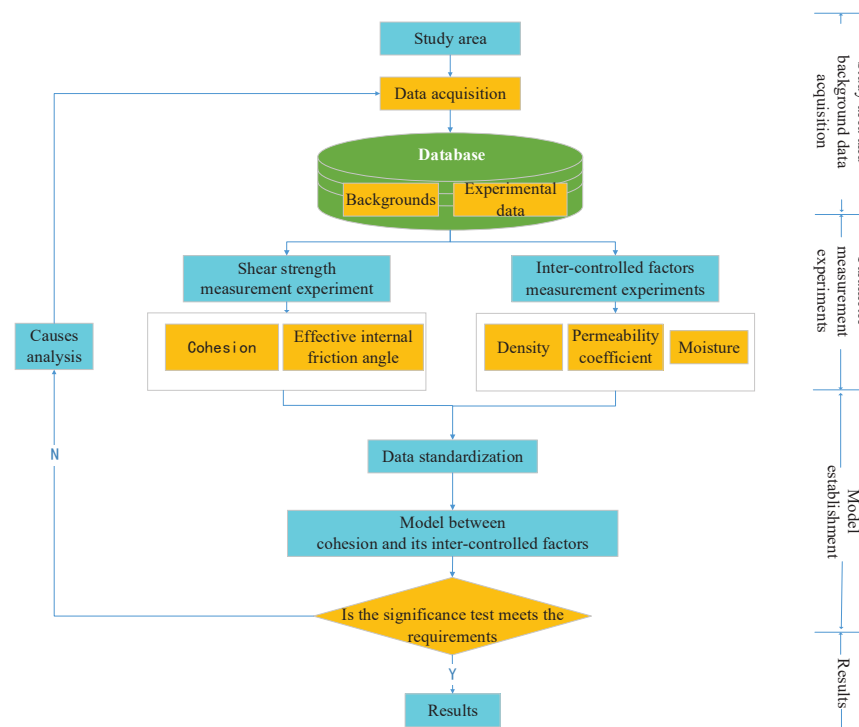 Study area
Data acquisition
Database
Backgrounds
Experimental
data
Shear strength
measurement experiment
Inter-controlled factors
measurement experiments
Cohesion
Effective internal
friction angle
Density
Permeability
coefficient
Moisture
Causes
analysis
N
Data standardization
Model between
cohesion and its inter-controlled factors
Is the significance test meets the
requirements
Y
Results
background data
acquisition
measurement
experiments
Model
establishment
Results